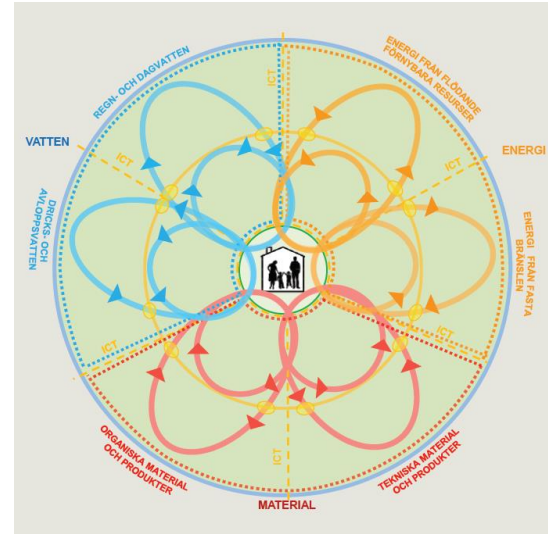 REGN- OCH DAGVATTEN
ICT
ENERGI FRÅN FLÖDANDE
FÖRNYBARA RESURSER
VATTEN
ICT
ICT
ENERGI
DRICKS- OCH
AVLOPPSVATTEN
ENERGI FRÅN FASTA
BRÄNSLEN
ICT
ICT
ORGANISKA MATERIAL
OCH PRODUKTER
ICT
TEKNISKA MATERIAL
OCH PRODUKTER
MATERIAL